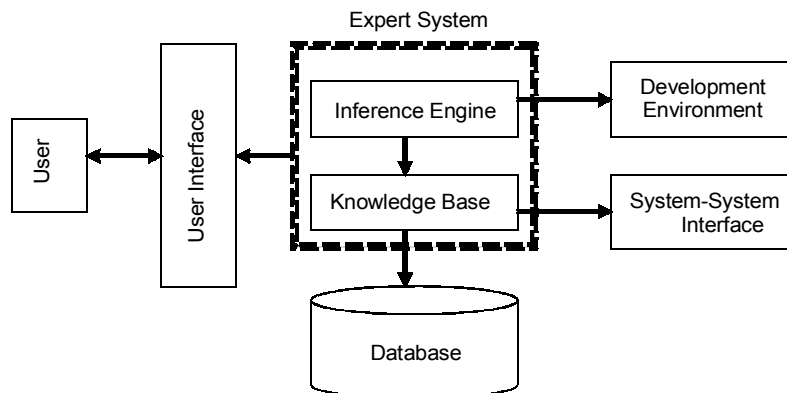 Expert System
User
User Interface
Inference Engine
Knowledge Base
Development
Environment
System-System
Interface
Database